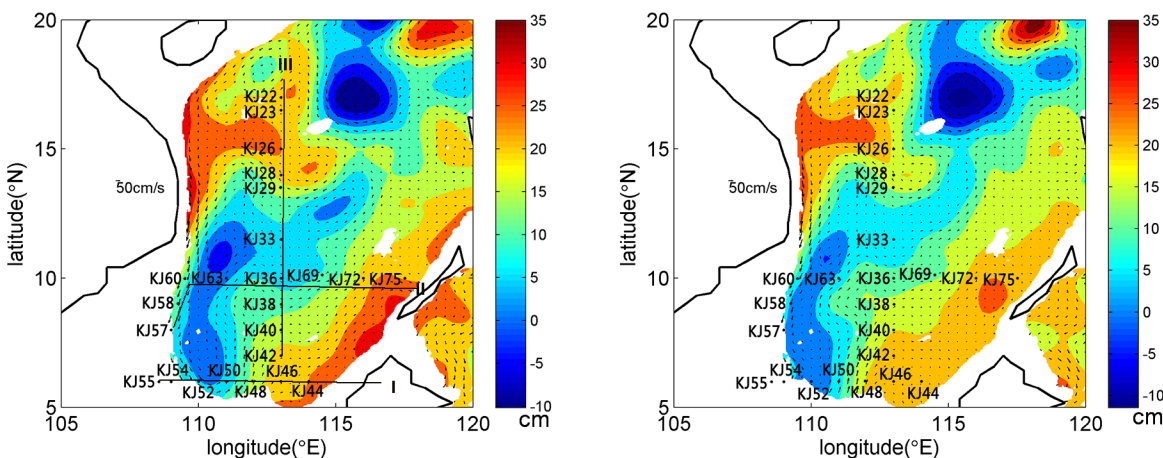 20
15
10
5
105
110
115
120
latitude(°N)
longitude(°E)
50cm/s
III
KJ22
KJ23
KJ26
KJ28
KJ29
KJ33
KJ60
KJ63
KJ36
KJ69
KJ72
KJ75
II
KJ58
KJ38
KJ57
KJ40
KJ42
KJ54
KJ50
KJ46
KJ55
I
KJ52
KJ48
KJ44
35
30
25
20
15
10
5
0
-5
-10
cm
20
15
10
5
105
110
115
120
latitude(°N)
longitude(°E)
50cm/s
KJ22
KJ23
KJ26
KJ28
KJ29
KJ33
KJ60
KJ63
KJ36
KJ69
KJ72
KJ75
KJ58
KJ38
KJ57
KJ40
KJ42
KJ54
KJ50
KJ46
KJ55
KJ52
KJ48
KJ44
35
30
25
20
15
10
5
0
-5
-10
cm